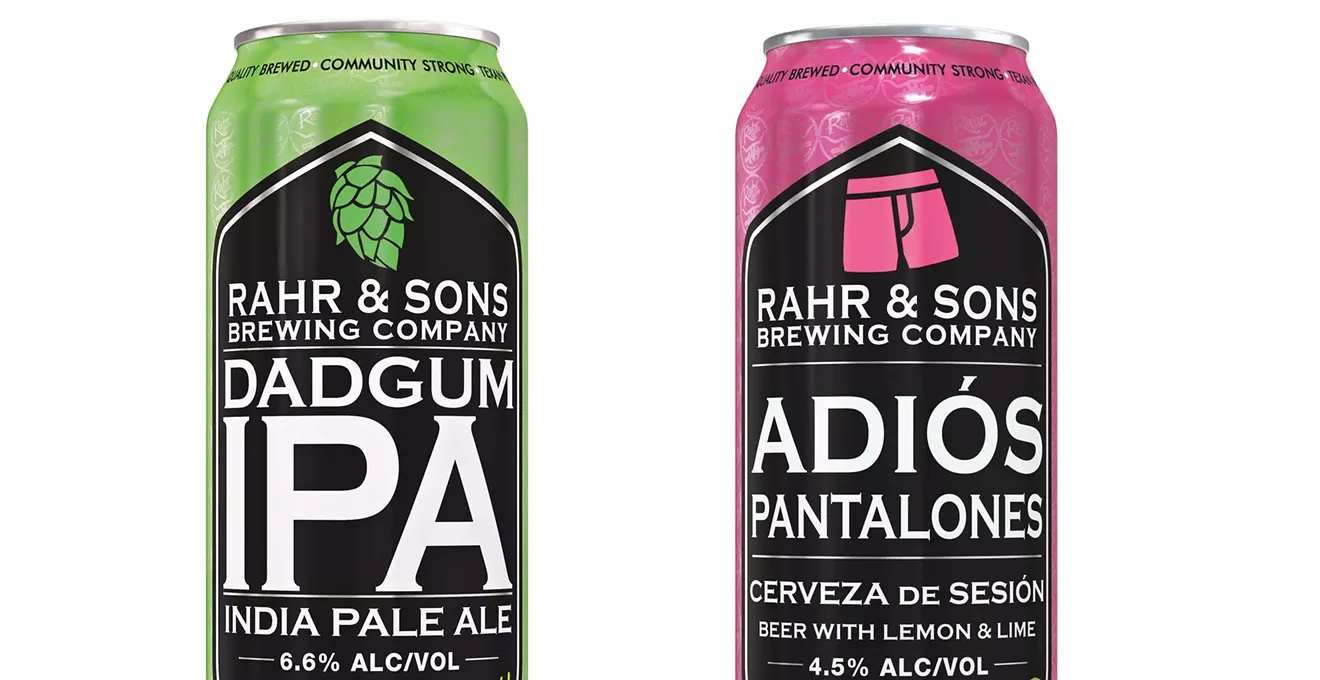 QUALITY BREWED • COMMUNITY STRONG • TEXAN
RAHR & SONS
BREWING COMPANY
DADGUM
IPA
INDIA PALE ALE
6.6% ALC/VOL
QUALITY BREWED • COMMUNITY STRONG • TEXAN
RAHR & SONS
BREWING COMPANY
ADIÓS
PANTALONES
CERVEZA DE SESIÓN
BEER WITH LEMON & LIME
4.5% ALC/VOL